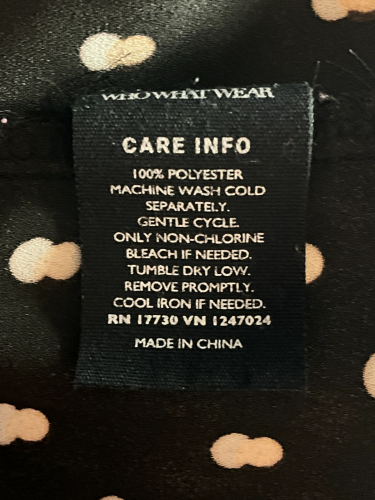 WHO WHAT WEAR
CARE INFO
100% POLYESTER
MACHINE WASH COLD
SEPARATELY.
GENTLE CYCLE.
ONLY NON-CHLORINE
BLEACH IF NEEDED.
TUMBLE DRY LOW.
REMOVE PROMPTLY.
COOL IRON IF NEEDED.
RN 17730 VN 1247024
MADE IN CHINA